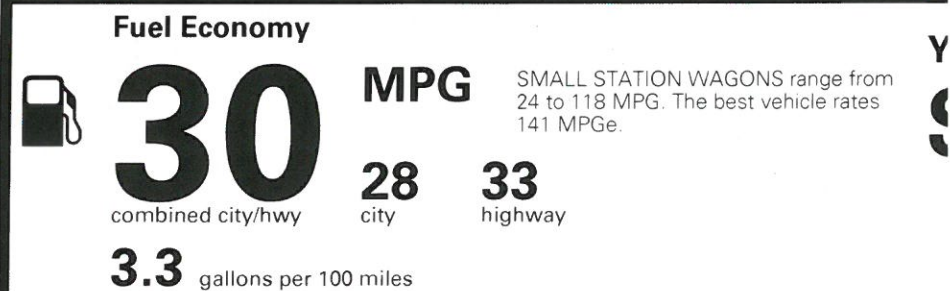 Fuel Economy
30 MPG
SMALL STATION WAGONS range from
24 to 118 MPG. The best vehicle rates
141 MPGe.
combined city/hwy
28 city
33 highway
3.3 gallons per 100 miles
Y